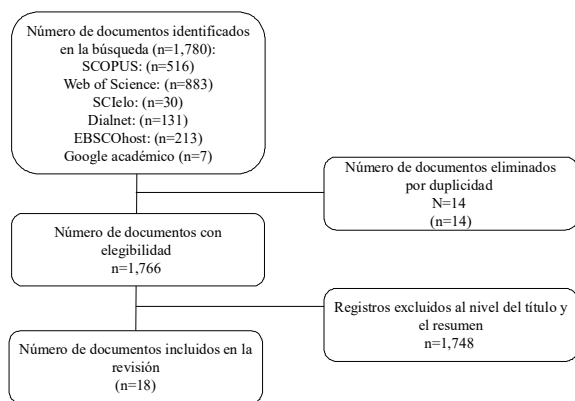 Número de documentos identificados
en la búsqueda (n=1,780):
SCOPUS: (n=516)
Web of Science: (n=883)
SCIelo: (n=30)
Dialnet: (n=131)
EBSCOhost: (n=213)
Google académico (n=7)
Número de documentos eliminados
por duplicidad
N=14
(n=14)
Número de documentos con
elegibilidad
n=1,766
Registros excluidos al nivel del título y
el resumen
n=1,748
Número de documentos incluidos en la
revisión
(n=18)